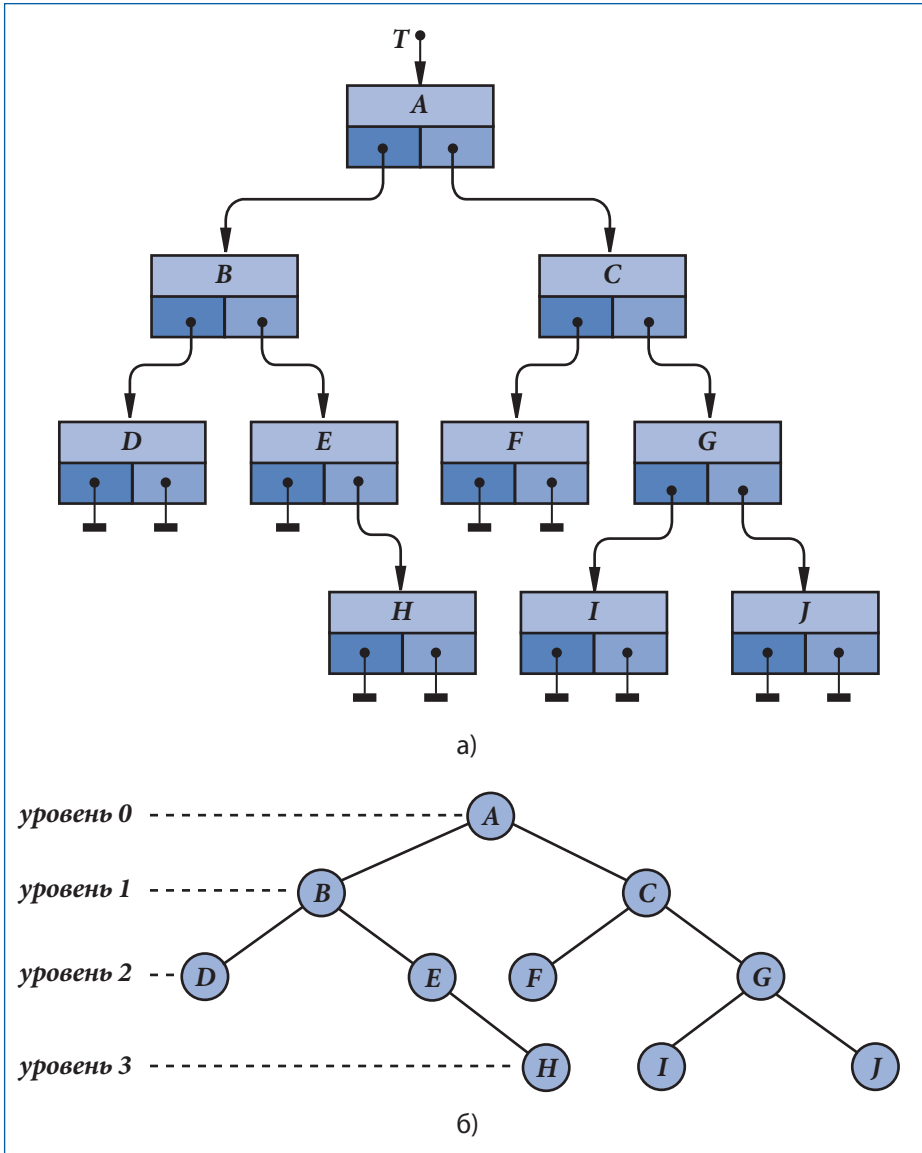 T
A
B C
D E F G
H I J
а)
уровень 0 A
уровень 1 B C
уровень 2 D E F G
уровень 3 H I J
б)